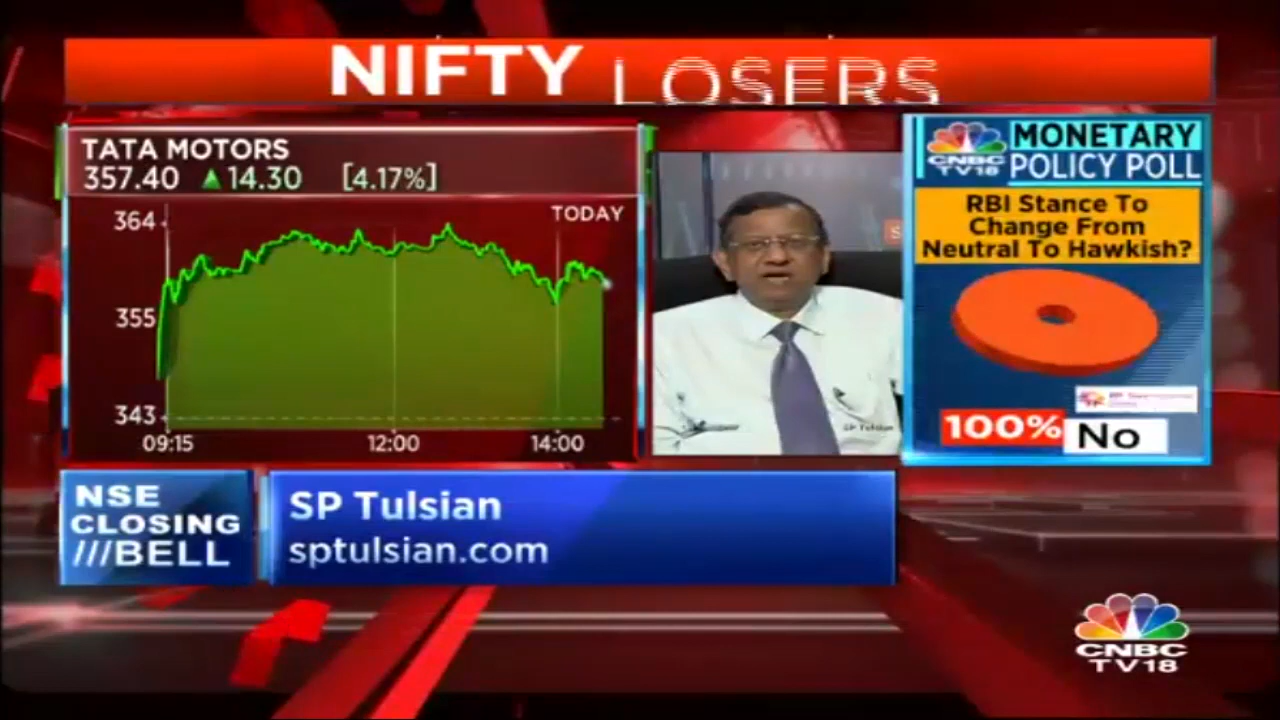 NIFTY LOSERS
TATA MOTORS
357.40 ▲14.30 [4.17%]
TODAY
364
355
343
09:15 12:00 14:00
SP Tulsian
CNBC
TV18
MONETARY
POLICY POLL
RBI Stance To
Change From
Neutral To Hawkish?
100% No
NSE
CLOSING
///BELL
SP Tulsian
sptulsian.com
CNBC
TV18